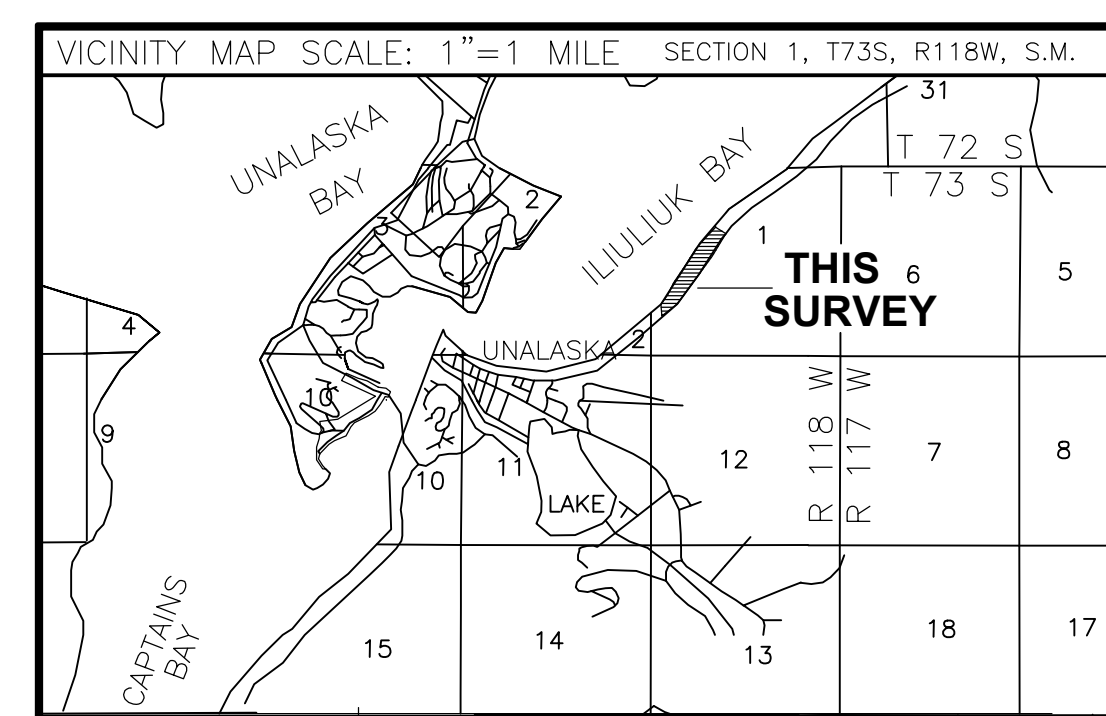 VICINITY MAP SCALE: 1"=1 MILE SECTION 1, T73S, R118W, S.M.
31
UNALASKA
BAY
ILIULIUK BAY
T 72 S
T 73 S
2
1
THIS
SURVEY
6
5
4
2
UNALASKA
10
9
R 118 W
R 117 W
12
7
8
11
10
LAKE
CAPTAINS
BAY
15
14
13
18
17